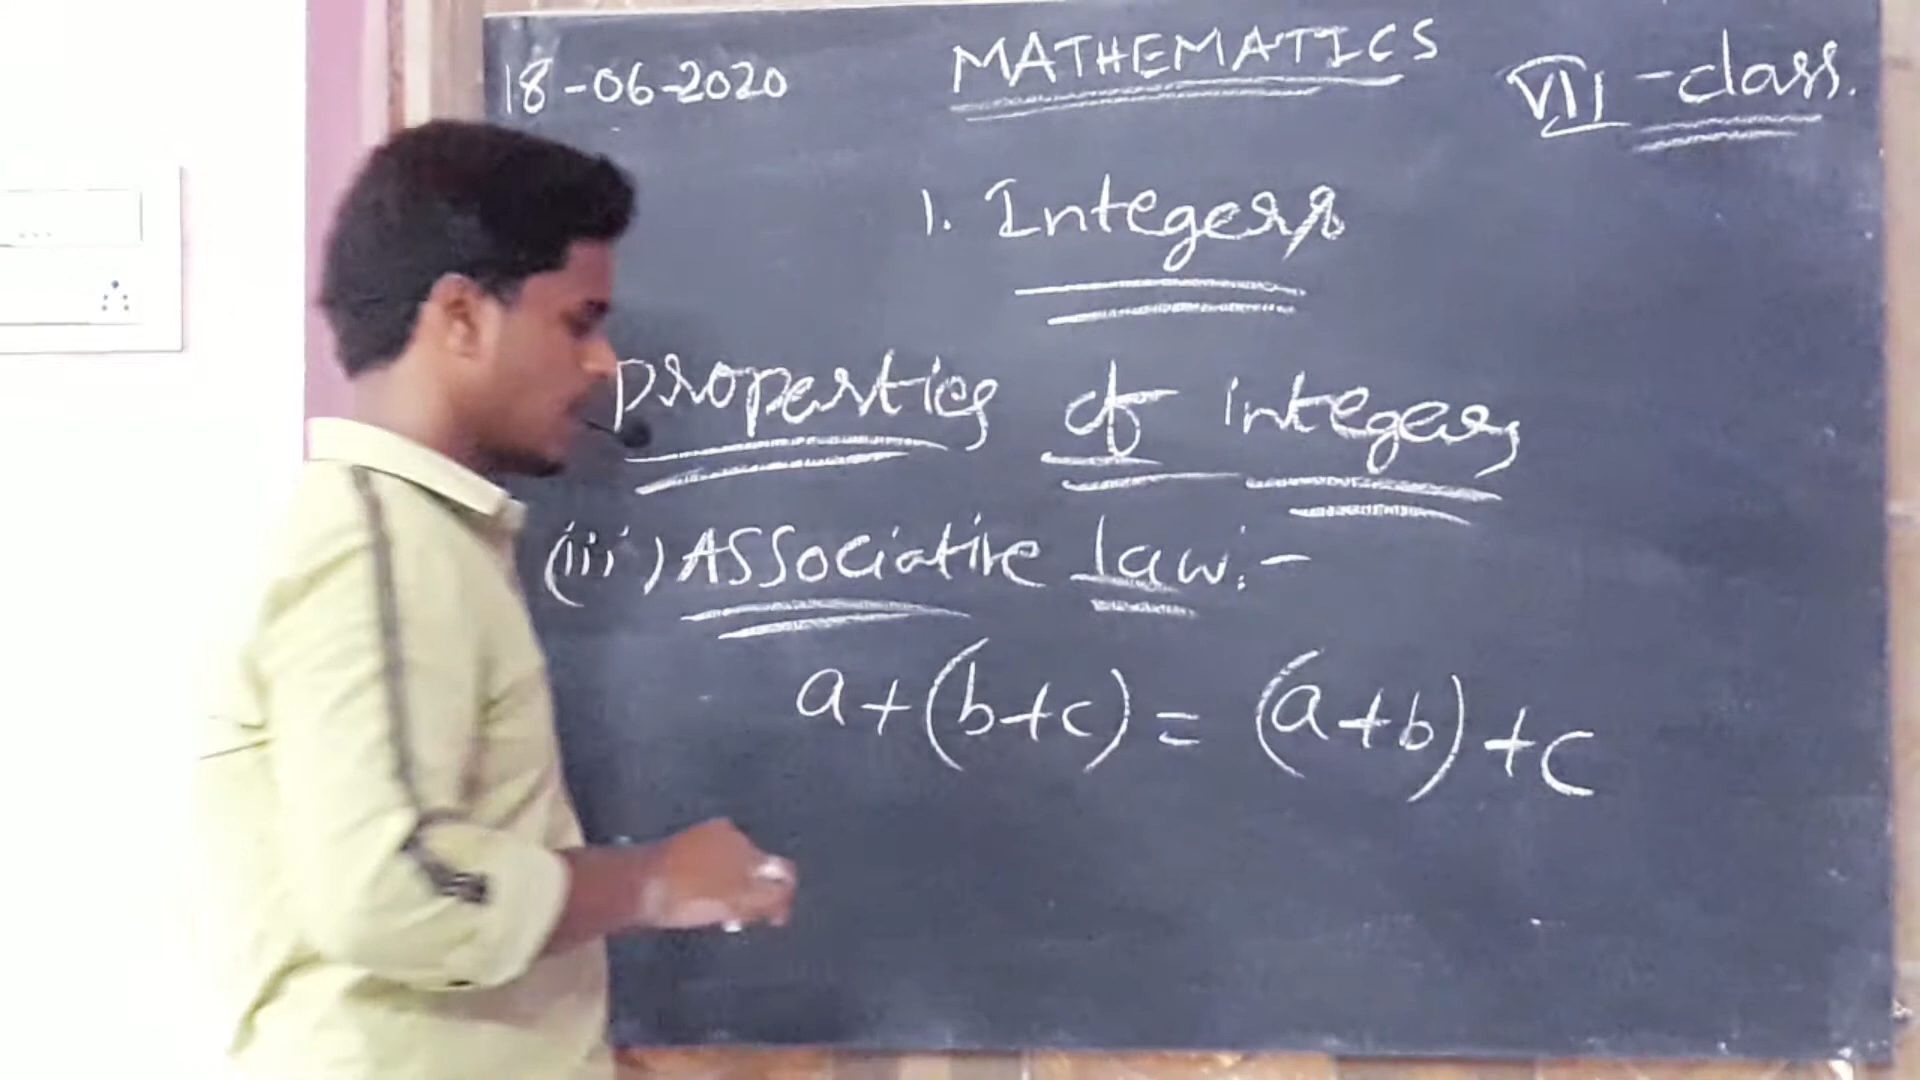 18-06-2020 MATHEMATICS VII -class.
1. Integers
properties of integers
(iii) ASSociative law:-
a+(b+c) = (a+b)+c